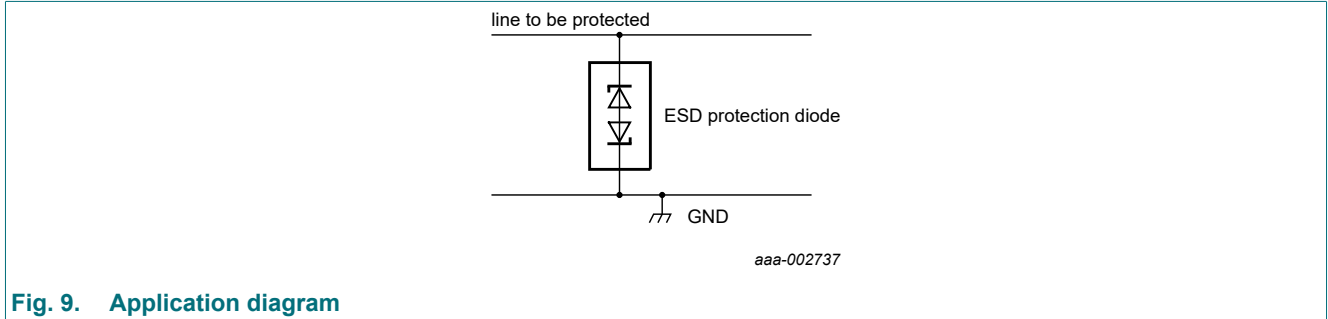 line to be protected
ESD protection diode
GND
aaa-002737
Fig. 9. Application diagram